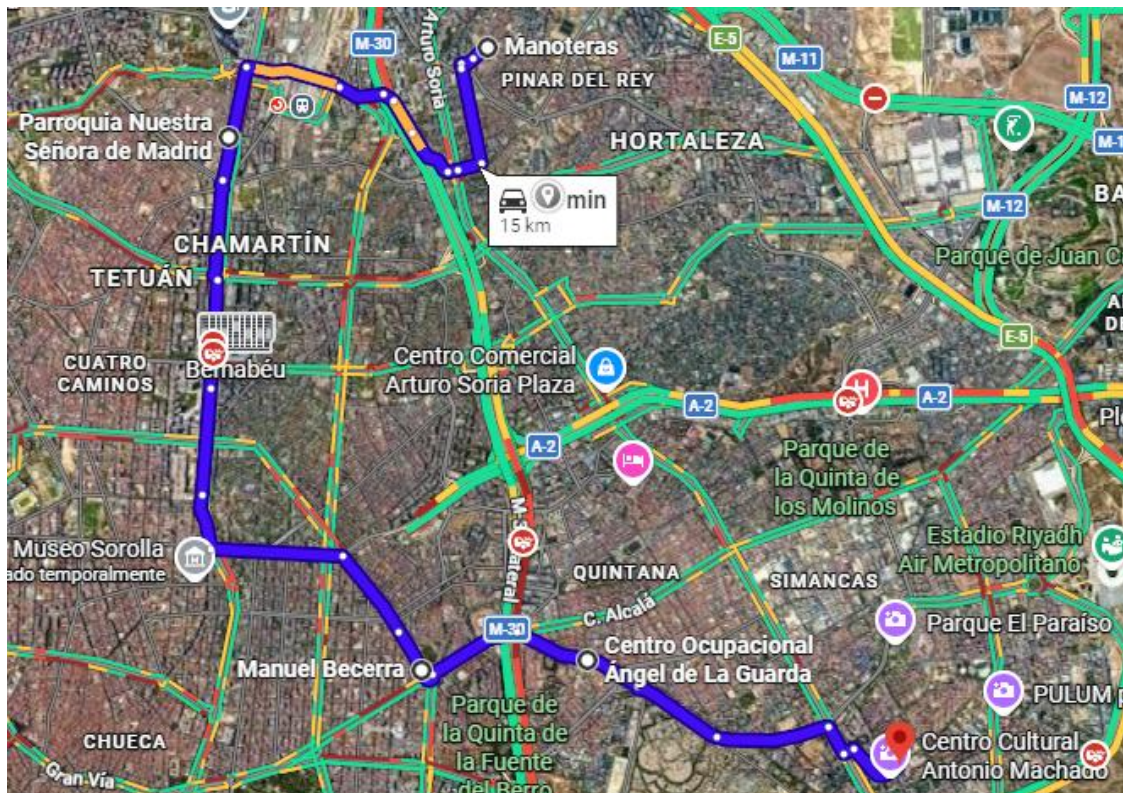 M-30
Arturo Soria
Manoteras
PINAR DEL REY
E-5
M-11
M-12
Parroquia Nuestra
Señora de Madrid
HORTALEZA
min
15 km
M-12
CHAMARTÍN
TETUÁN
E-5
Bernabéu
CUATRO
CAMINOS
Centro Comercial
Arturo Soria Plaza
A-2
A-2
A-2
Parque de
la Quinta de
los Molinos
Museo Sorolla
ado temporalmente
Estadio Riyadh
Air Metropolitano
QUINTANA
SIMANCAS
C. Alcalá
M-30
Parque El Paraíso
Manuel Becerra
Centro Ocupacional
Ángel de La Guarda
PULUM
Parque de
la Quinta de
la Fuente
del Berro
CHUECA
Gran Vía
Centro Cultural
Antonio Machado